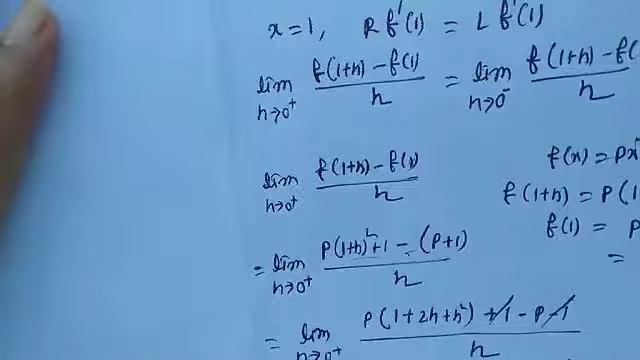 x=1, Rf'(1) = Lf'(1)
lim h→0⁺ f(1+h) - f(1) / h = lim h→0⁻ f(1+h) - f( / h
lim h→0⁺ f(1+h) - f(1) / h
f(x) = Px²
f(1+h) = P(1
f(1) = P
=
= lim h→0⁺ P(1+h)²+1 - (P+1) / h
= lim h→0⁺ P(1+2h+h²) +1 - P-1 / h